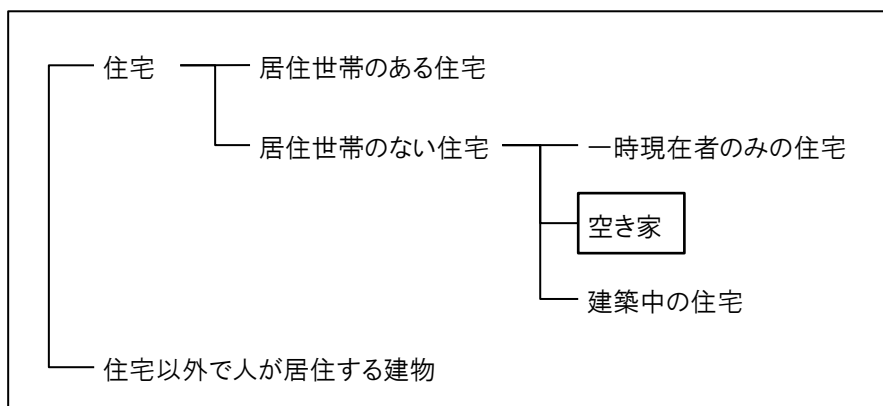 住宅
居住世帯のある住宅
居住世帯のない住宅
一時現在者のみの住宅
空き家
建築中の住宅
住宅以外で人が居住する建物